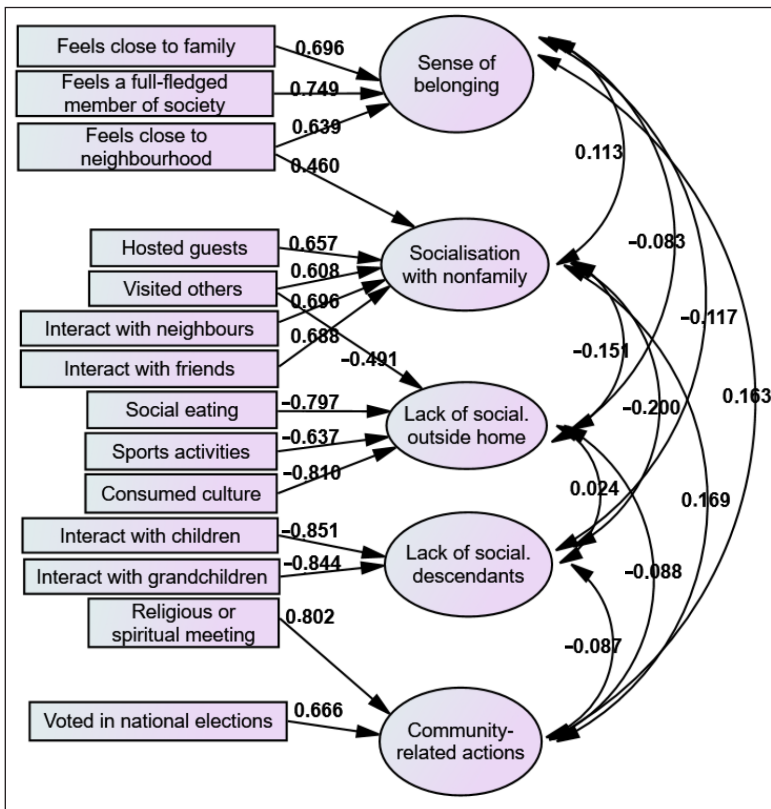 Feels close to family
Feels a full-fledged
member of society
Feels close to
neighbourhood
Hosted guests
Visited others
Interact with neighbours
Interact with friends
Social eating
Sports activities
Consumed culture
Interact with children
Interact with grandchildren
Religious or
spiritual meeting
Voted in national elections
0.696
0.749
0.639
0.460
0.657
0.608
0.696
0.688
−0.491
−0.797
−0.637
−0.810
−0.851
−0.844
0.802
0.666
Sense of
belonging
Socialisation
with nonfamily
Lack of social.
outside home
Lack of social.
descendants
Community-
related actions
0.113
−0.083
−0.117
−0.151
−0.200
0.163
0.024
0.169
−0.088
−0.087